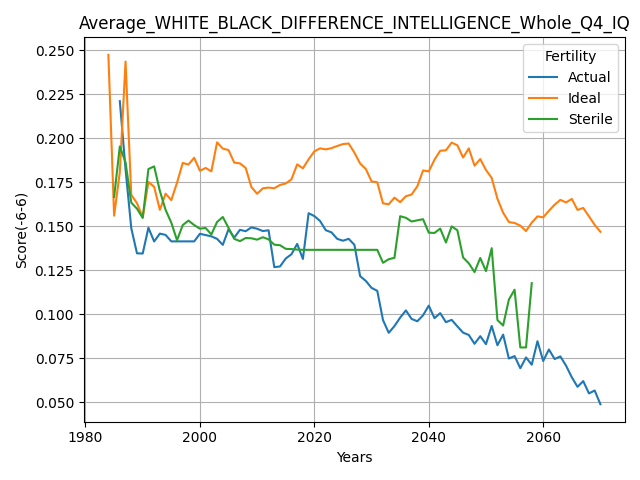 Average_WHITE_BLACK_DIFFERENCE_INTELLIGENCE_Whole_Q4_IQ
Fertility
Actual
Ideal
Sterile
Score(-6-6)
0.250
0.225
0.200
0.175
0.150
0.125
0.100
0.075
0.050
1980
2000
2020
2040
2060
Years